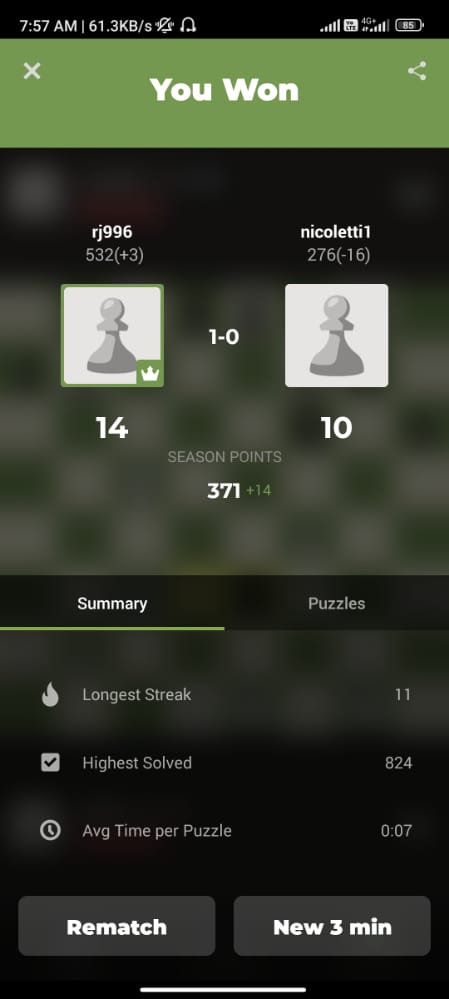 7:57 AM | 61.3KB/s
4G+
85
You Won
rj996
nicoletti1
532(+3)
276(-16)
1-0
14
10
SEASON POINTS
371 +14
Summary
Puzzles
Longest Streak
11
Highest Solved
824
Avg Time per Puzzle
0:07
Rematch
New 3 min